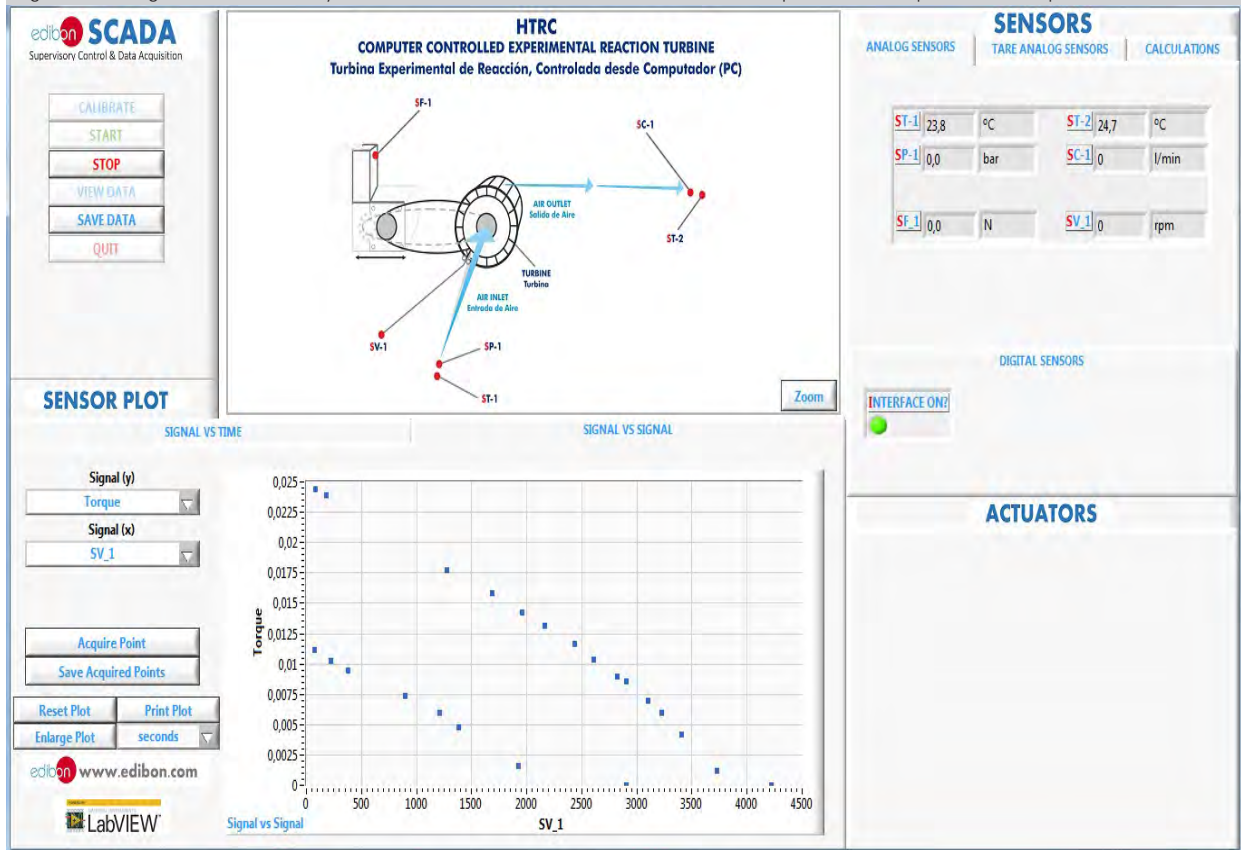 edibon SCADA
Supervisory Control & Data Acquisition
CALIBRATE
START
STOP
VIEW DATA
SAVE DATA
QUIT
HTRC
COMPUTER CONTROLLED EXPERIMENTAL REACTION TURBINE
Turbina Experimental de Reacción, Controlada desde Computador (PC)
SF-1
SC-1
AIR OUTLET
Salida de Aire
ST-2
TURBINE
Turbina
AIR INLET
Entrada de Aire
SV-1
SP-1
ST-1
Zoom
SENSORS
ANALOG SENSORS
TARE ANALOG SENSORS
CALCULATIONS
ST-1 23,8 ºC ST-2 24,7 ºC
SP-1 0,0 bar SC-1 0 l/min
SF_1 0,0 N SV_1 0 rpm
DIGITAL SENSORS
INTERFACE ON?
ACTUATORS
SENSOR PLOT
SIGNAL VS TIME
SIGNAL VS SIGNAL
Signal (y)
Torque
Signal (x)
SV_1
Acquire Point
Save Acquired Points
Reset Plot
Print Plot
Enlarge Plot
seconds
edibon www.edibon.com
LabVIEW
Torque
0,025
0,0225
0,02
0,0175
0,015
0,0125
0,01
0,0075
0,005
0,0025
0
0 500 1000 1500 2000 2500 3000 3500 4000 4500
Signal vs Signal
SV_1